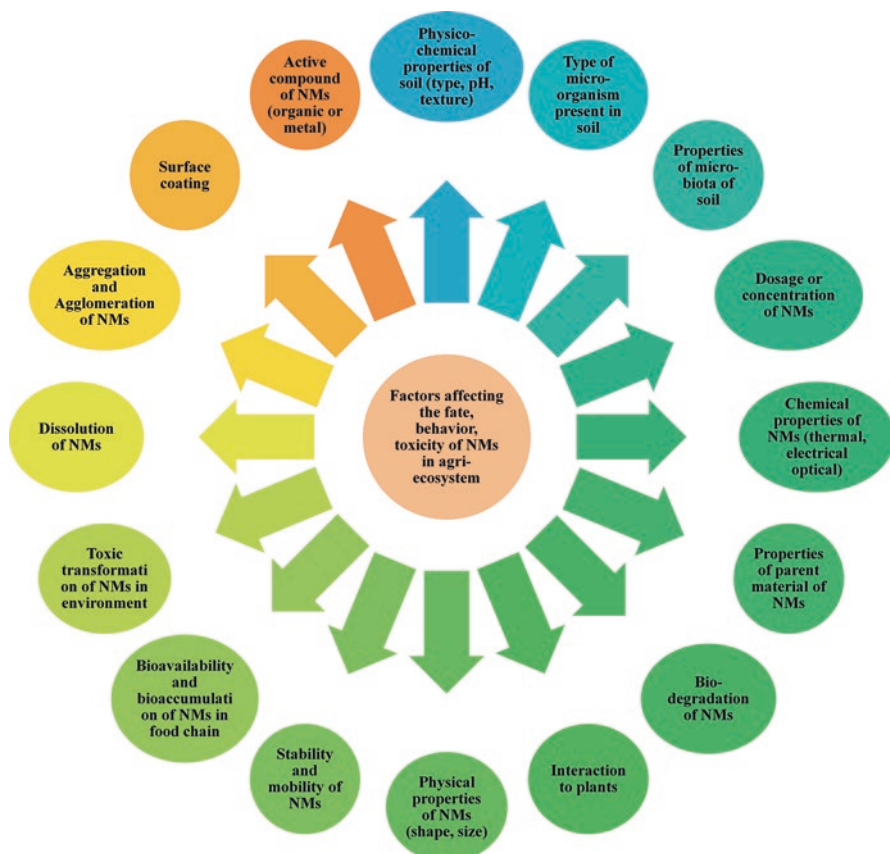 Physico-
chemical
properties of
soil (type, pH,
texture)
Type of
micro-
organism
present in
soil
Properties
of micro-
biota of
soil
Dosage or
concentration
of NMs
Chemical
properties of
NMs (thermal,
electrical
optical)
Properties
of parent
material of
NMs
Bio-
degradation
of NMs
Interaction
to plants
Physical
properties
of NMs
(shape, size)
Stability
and
mobility of
NMs
Bioavailability
and
bioaccumulati
on of NMs in
food chain
Toxic
transformati
on of NMs in
environment
Dissolution
of NMs
Aggregation
and
Agglomeration
of NMs
Surface
coating
Active
compound
of NMs
(organic or
metal)
Factors affecting
the fate,
behavior,
toxicity of NMs
in agri-
ecosystem